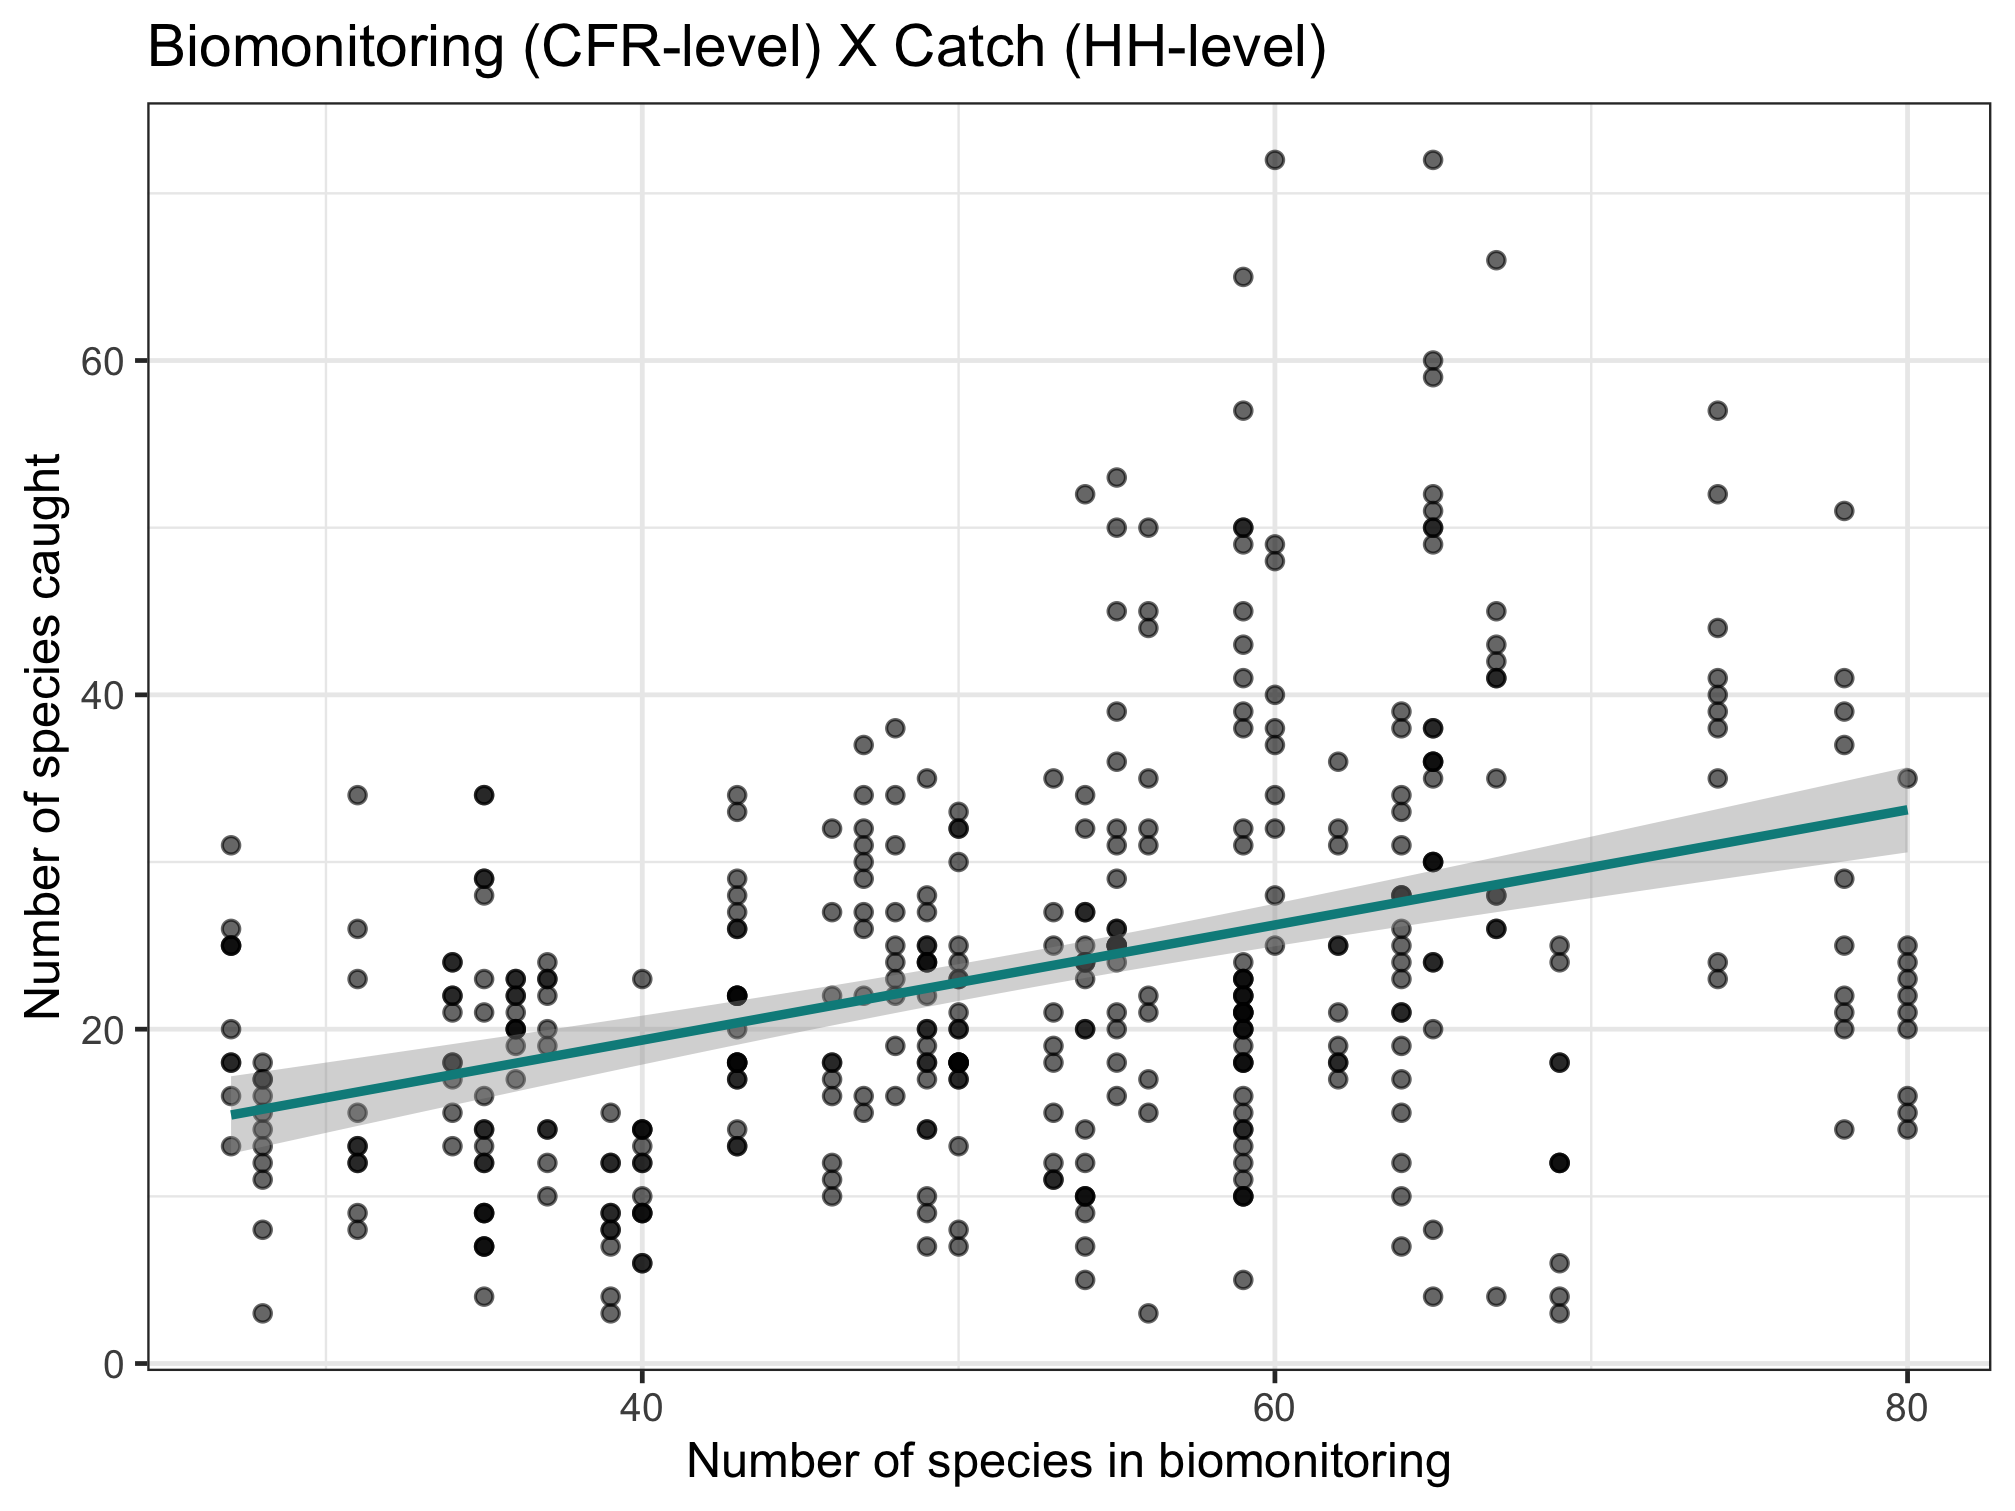 Biomonitoring (CFR-level) X Catch (HH-level)
Number of species caught
60
40
20
0
40 60 80
Number of species in biomonitoring